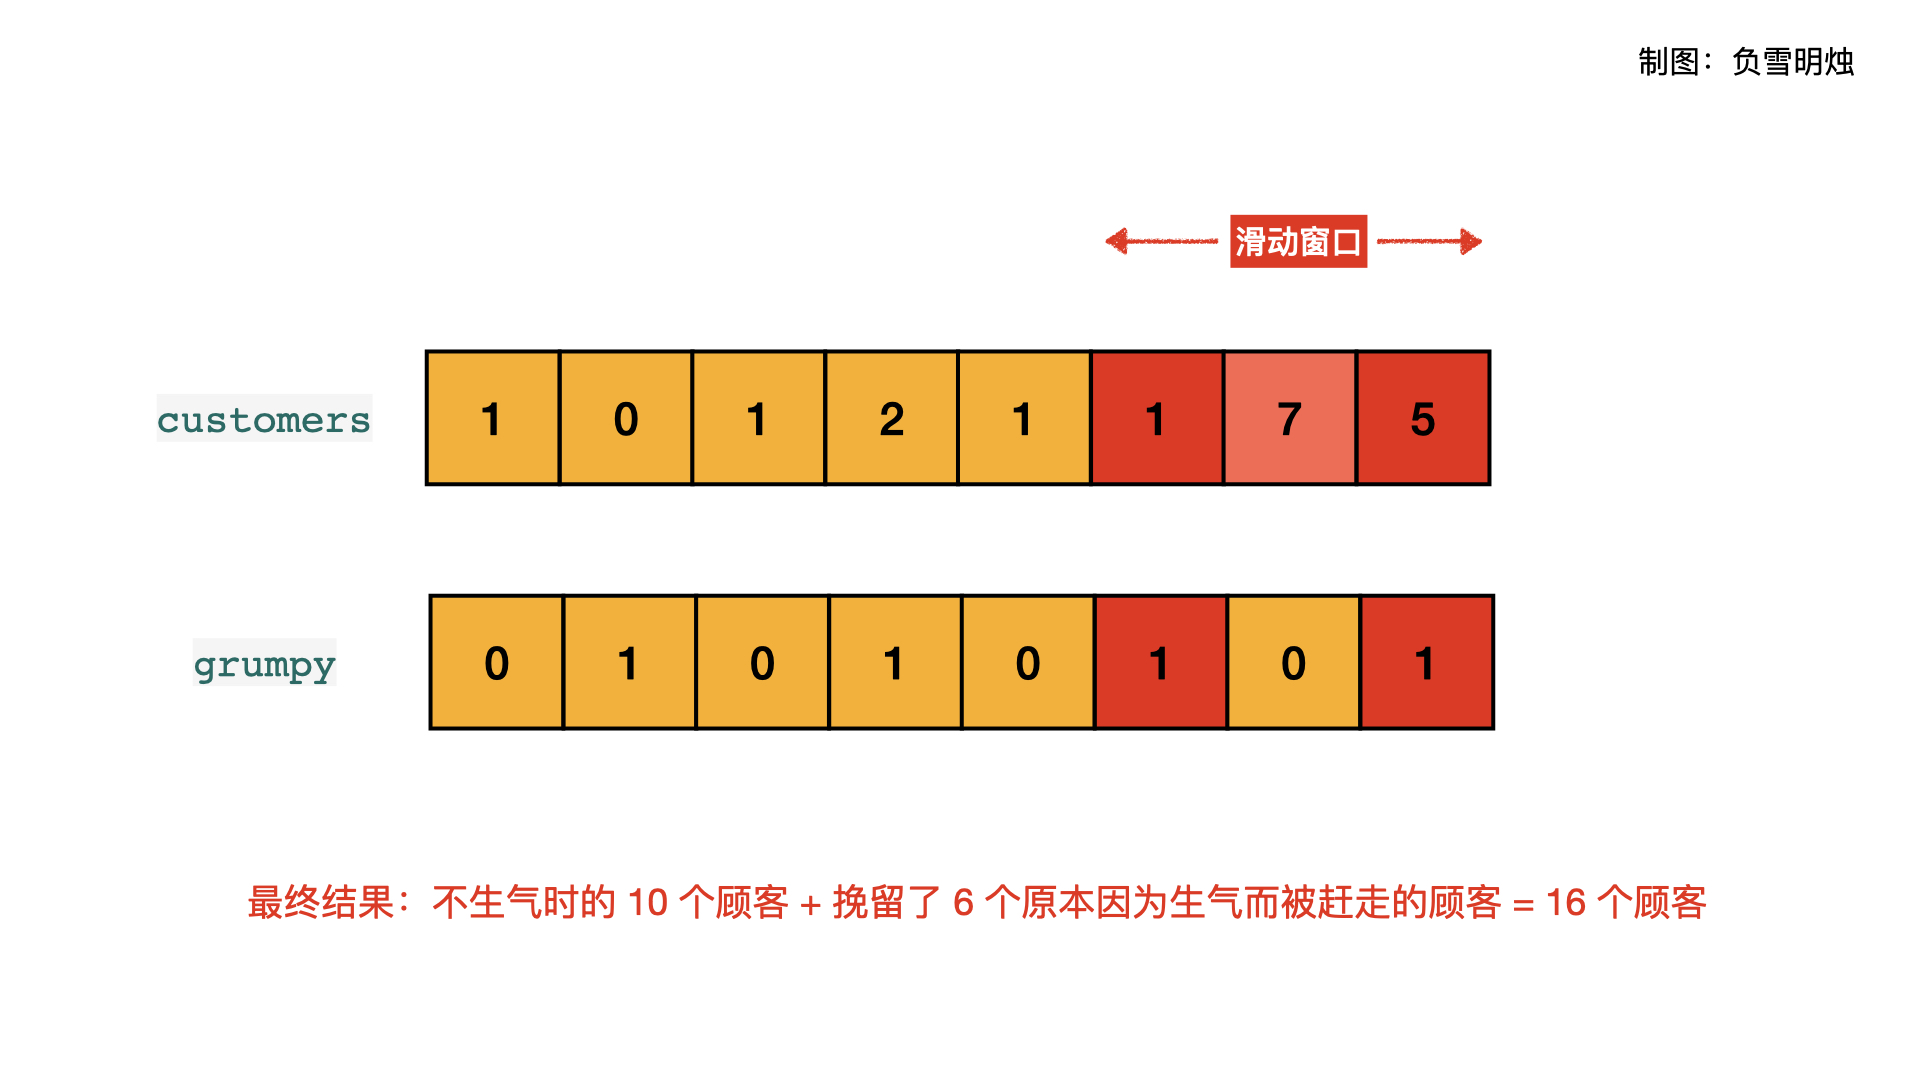 制图：负雪明烛
滑动窗口
customers 1 0 1 2 1 1 7 5
grumpy 0 1 0 1 0 1 0 1
最终结果：不生气时的 10 个顾客 + 挽留了 6 个原本因为生气而被赶走的顾客 = 16 个顾客